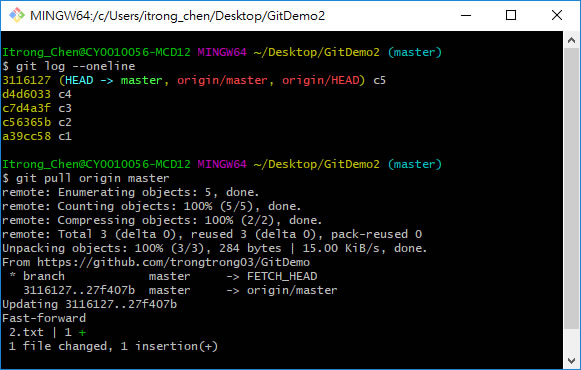 MINGW64:/c/Users/itrong_chen/Desktop/GitDemo2
Itrong_Chen@CY0010056-MCD12 MINGW64 ~/Desktop/GitDemo2 (master)
$ git log --oneline
3116127 (HEAD -> master, origin/master, origin/HEAD) c5
d4d6033 c4
c7d4a3f c3
c56365b c2
a39cc58 c1
Itrong_Chen@CY0010056-MCD12 MINGW64 ~/Desktop/GitDemo2 (master)
$ git pull origin master
remote: Enumerating objects: 5, done.
remote: Counting objects: 100% (5/5), done.
remote: Compressing objects: 100% (2/2), done.
remote: Total 3 (delta 0), reused 3 (delta 0), pack-reused 0
Unpacking objects: 100% (3/3), 284 bytes | 15.00 KiB/s, done.
From https://github.com/trongtrong03/GitDemo
 * branch            master     -> FETCH_HEAD
   3116127..27f407b  master     -> origin/master
Updating 3116127..27f407b
Fast-forward
 2.txt | 1 +
 1 file changed, 1 insertion(+)